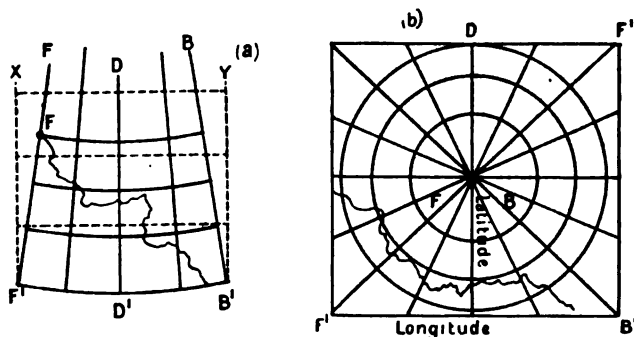 F D B (a)
X Y
F
F' D' B'
(b) D F'
F B
Latitude
F' Longitude B'